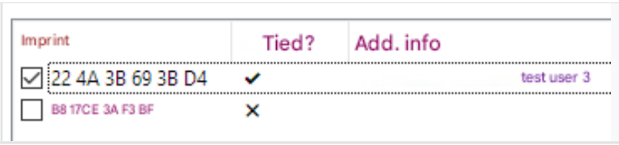 Imprint Tied? Add. info
22 4A 3B 69 3B D4 ✔ test user 3
B8 17CE 3A F3 BF ✕